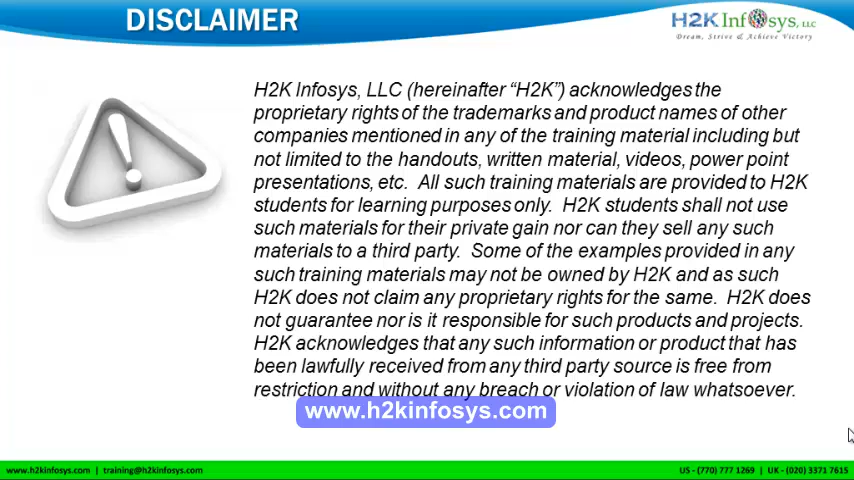 DISCLAIMER
H2K Infosys, LLC
Dream, Strive & Achieve Victory
H2K Infosys, LLC (hereinafter “H2K”) acknowledges the
proprietary rights of the trademarks and product names of other
companies mentioned in any of the training material including but
not limited to the handouts, written material, videos, power point
presentations, etc. All such training materials are provided to H2K
students for learning purposes only. H2K students shall not use
such materials for their private gain nor can they sell any such
materials to a third party. Some of the examples provided in any
such training materials may not be owned by H2K and as such
H2K does not claim any proprietary rights for the same. H2K does
not guarantee nor is it responsible for such products and projects.
H2K acknowledges that any such information or product that has
been lawfully received from any third party source is free from
restriction and without any breach or violation of law whatsoever.
www.h2kinfosys.com
www.h2kinfosys.com | training@h2kinfosys.com
US - (770) 777 1269 | UK - (020) 3371 7615